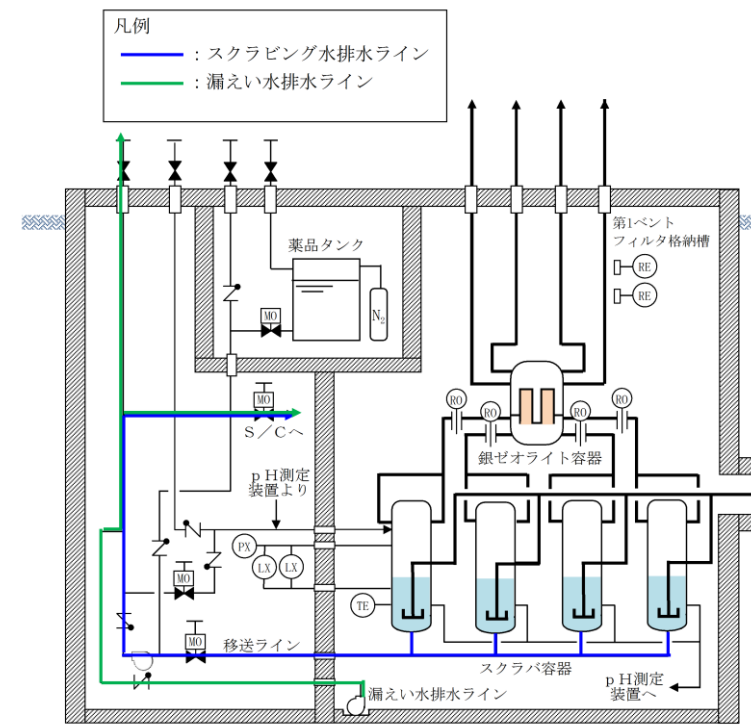 凡例
：スクラビング水排水ライン
：漏えい水排水ライン
第1ベント
フィルタ格納槽
RE
RE
薬品タンク
MO
N₂
MO
S／Cへ
RO
RO
RO
RO
銀ゼオライト容器
ｐＨ測定
装置より
PX
LX
LX
MO
TE
MO
移送ライン
スクラバ容器
ｐＨ測定
装置へ
漏えい水排水ライン